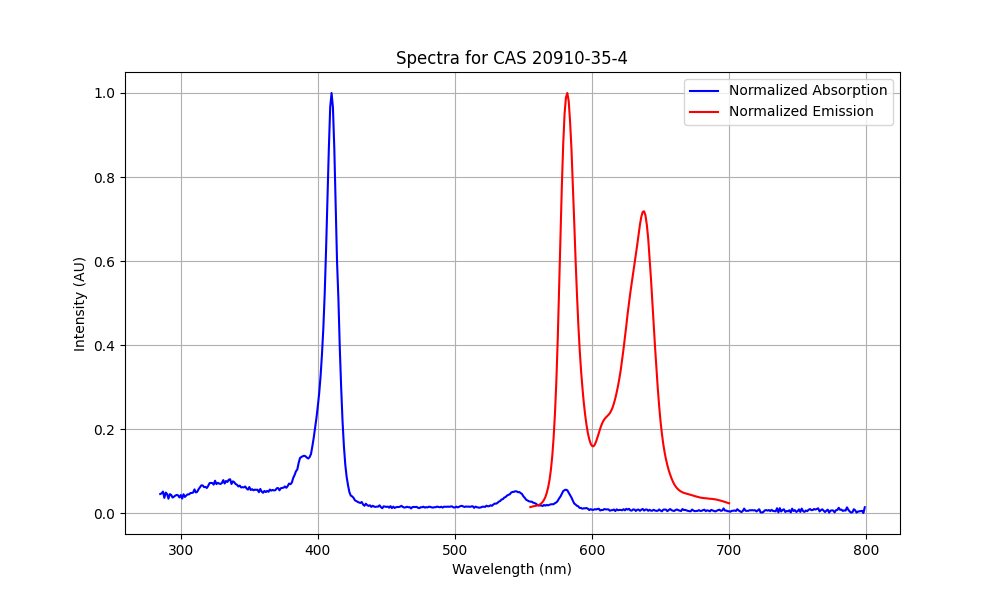 Spectra for CAS 20910-35-4
Normalized Absorption
Normalized Emission
Intensity (AU)
1.0
0.8
0.6
0.4
0.2
0.0
300 400 500 600 700 800
Wavelength (nm)